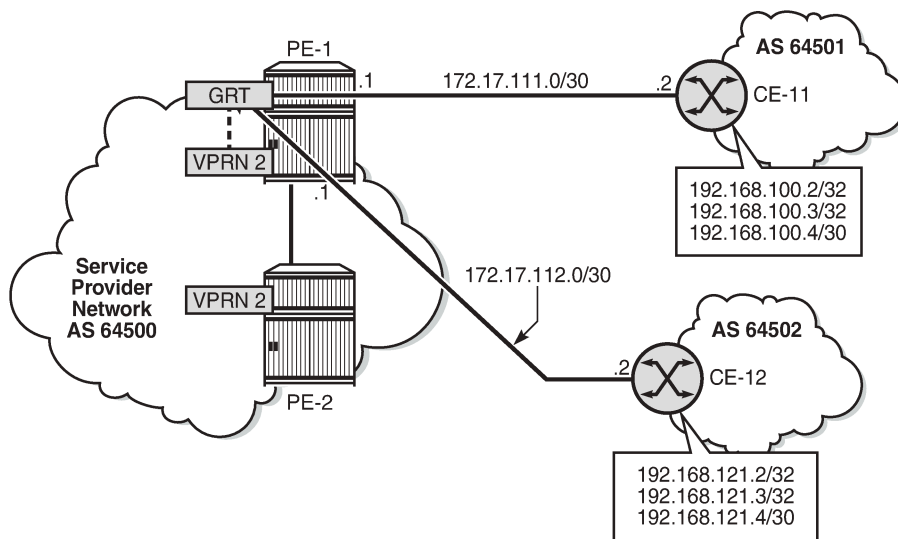 PE-1
GRT
.1
172.17.111.0/30
.2
AS 64501
CE-11
VPRN 2
.1
192.168.100.2/32
192.168.100.3/32
192.168.100.4/30
Service
Provider
Network
AS 64500
VPRN 2
PE-2
172.17.112.0/30
.2
AS 64502
CE-12
192.168.121.2/32
192.168.121.3/32
192.168.121.4/30